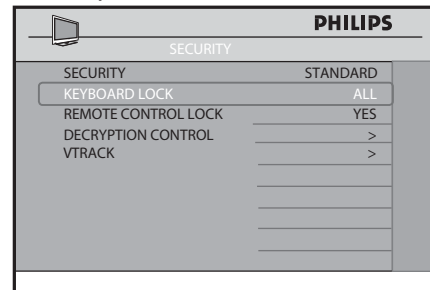 PHILIPS
SECURITY
SECURITY STANDARD
KEYBOARD LOCK ALL
REMOTE CONTROL LOCK YES
DECRYPTION CONTROL >
VTRACK >